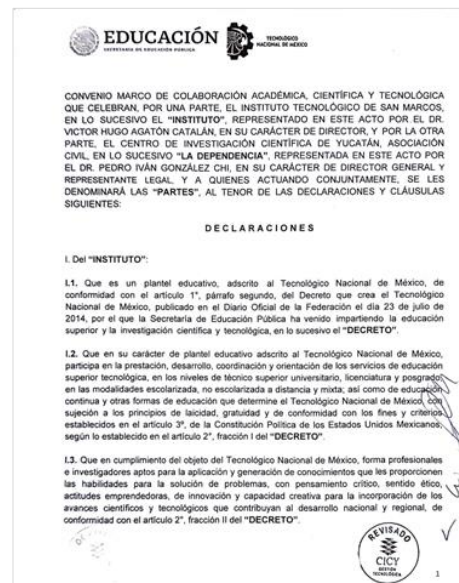 EDUCACIÓN
SECRETARÍA DE EDUCACIÓN PÚBLICA
TECNOLÓGICO
NACIONAL DE MÉXICO
CONVENIO MARCO DE COLABORACIÓN ACADÉMICA, CIENTÍFICA Y TECNOLÓGICA
QUE CELEBRAN, POR UNA PARTE, EL INSTITUTO TECNOLÓGICO DE SAN MARCOS,
EN LO SUCESIVO EL "INSTITUTO", REPRESENTADO EN ESTE ACTO POR EL DR.
VICTOR HUGO AGATÓN CATALÁN, EN SU CARÁCTER DE DIRECTOR, Y POR LA OTRA
PARTE, EL CENTRO DE INVESTIGACIÓN CIENTÍFICA DE YUCATÁN, ASOCIACIÓN
CIVIL, EN LO SUCESIVO "LA DEPENDENCIA", REPRESENTADA EN ESTE ACTO POR
EL DR. PEDRO IVÁN GONZÁLEZ CHI, EN SU CARÁCTER DE DIRECTOR GENERAL Y
REPRESENTANTE LEGAL, Y A QUIENES ACTUANDO CONJUNTAMENTE, SE LES
DENOMINARÁ LAS "PARTES", AL TENOR DE LAS DECLARACIONES Y CLÁUSULAS
SIGUIENTES:
DECLARACIONES
I. Del "INSTITUTO":
I.1. Que es un plantel educativo, adscrito al Tecnológico Nacional de México, de
conformidad con el artículo 1°, párrafo segundo, del Decreto que crea el Tecnológico
Nacional de México, publicado en el Diario Oficial de la Federación el día 23 de julio de
2014, por el que la Secretaría de Educación Pública ha venido impartiendo la educación
superior y la investigación científica y tecnológica, en lo sucesivo el "DECRETO".
I.2. Que en su carácter de plantel educativo adscrito al Tecnológico Nacional de México,
participa en la prestación, desarrollo, coordinación y orientación de los servicios de educación
superior tecnológica, en los niveles de técnico superior universitario, licenciatura y posgrado,
en las modalidades escolarizada, no escolarizada a distancia y mixta; así como de educación
continua y otras formas de educación que determine el Tecnológico Nacional de México, con
sujeción a los principios de laicidad, gratuidad y de conformidad con los fines y criterios
establecidos en el artículo 3°, de la Constitución Política de los Estados Unidos Mexicanos,
según lo establecido en el artículo 2°, fracción I del "DECRETO".
I.3. Que en cumplimiento del objeto del Tecnológico Nacional de México, forma profesionales
e investigadores aptos para la aplicación y generación de conocimientos que les proporcionen
las habilidades para la solución de problemas, con pensamiento crítico, sentido ético,
actitudes emprendedoras, de innovación y capacidad creativa para la incorporación de los
avances científicos y tecnológicos que contribuyan al desarrollo nacional y regional, de
conformidad con el artículo 2°, fracción II del "DECRETO".
REVISADO
CICY
GESTIÓN
TECNOLÓGICA
1